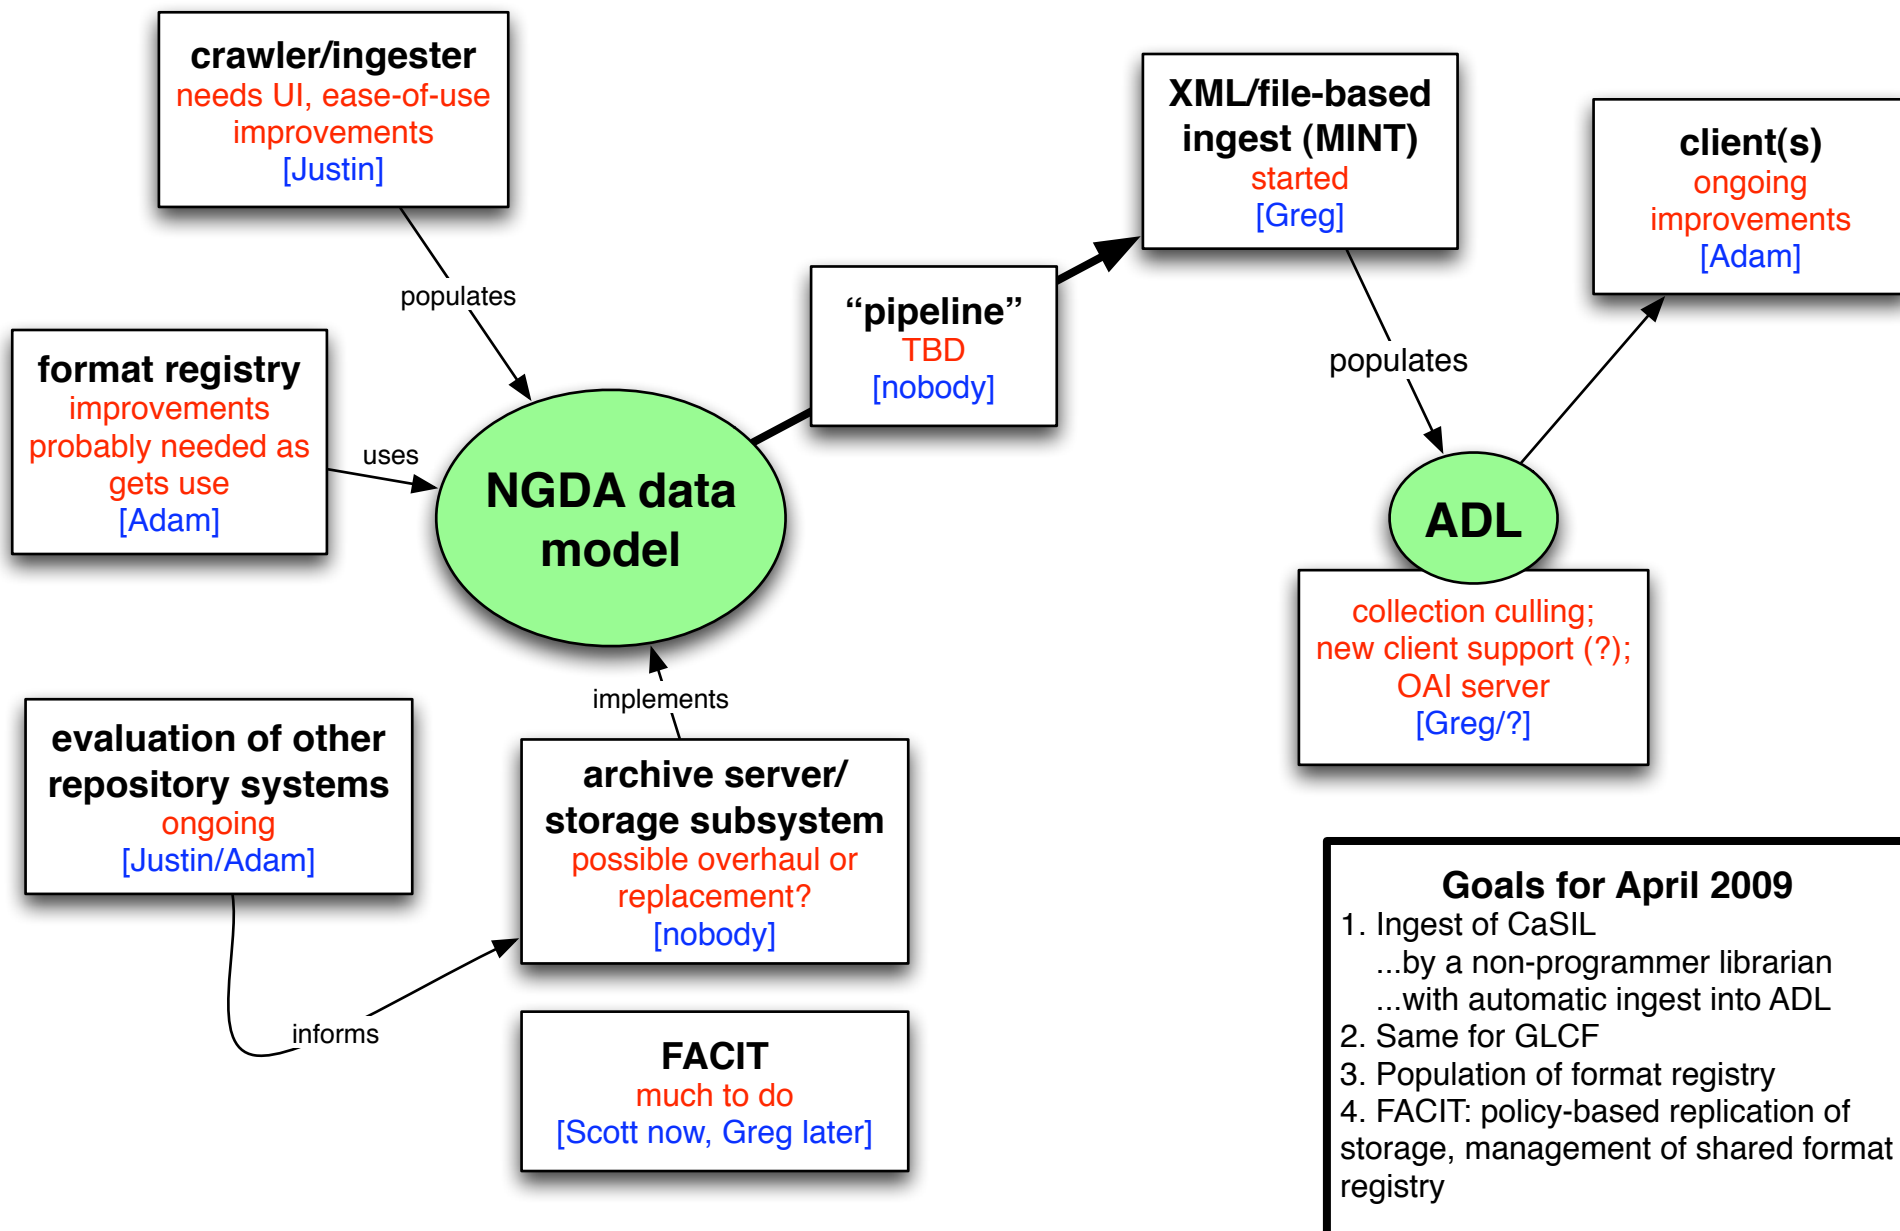 crawler/ingester
needs UI, ease-of-use
improvements
[Justin]
populates
format registry
improvements
probably needed as
gets use
[Adam]
uses
NGDA data
model
“pipeline”
TBD
[nobody]
XML/file-based
ingest (MINT)
started
[Greg]
populates
client(s)
ongoing
improvements
[Adam]
ADL
collection culling;
new client support (?);
OAI server
[Greg/?]
implements
evaluation of other
repository systems
ongoing
[Justin/Adam]
informs
archive server/
storage subsystem
possible overhaul or
replacement?
[nobody]
FACIT
much to do
[Scott now, Greg later]
Goals for April 2009
1. Ingest of CaSIL
...by a non-programmer librarian
...with automatic ingest into ADL
2. Same for GLCF
3. Population of format registry
4. FACIT: policy-based replication of
storage, management of shared format
registry